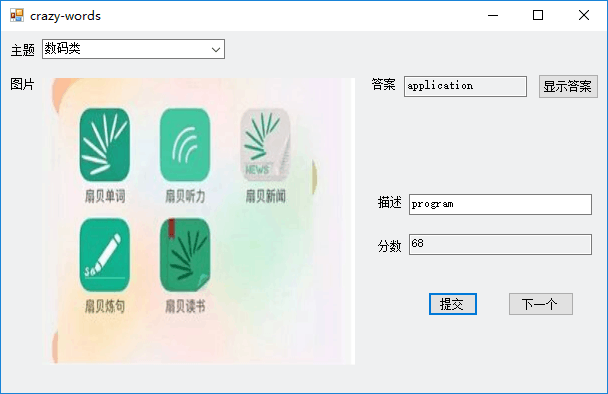 crazy-words
主题 数码类
图片
答案 application 显示答案
扇贝单词 扇贝听力 扇贝新闻
NEWS
扇贝炼句 扇贝读书
描述 program
分数 68
提交 下一个